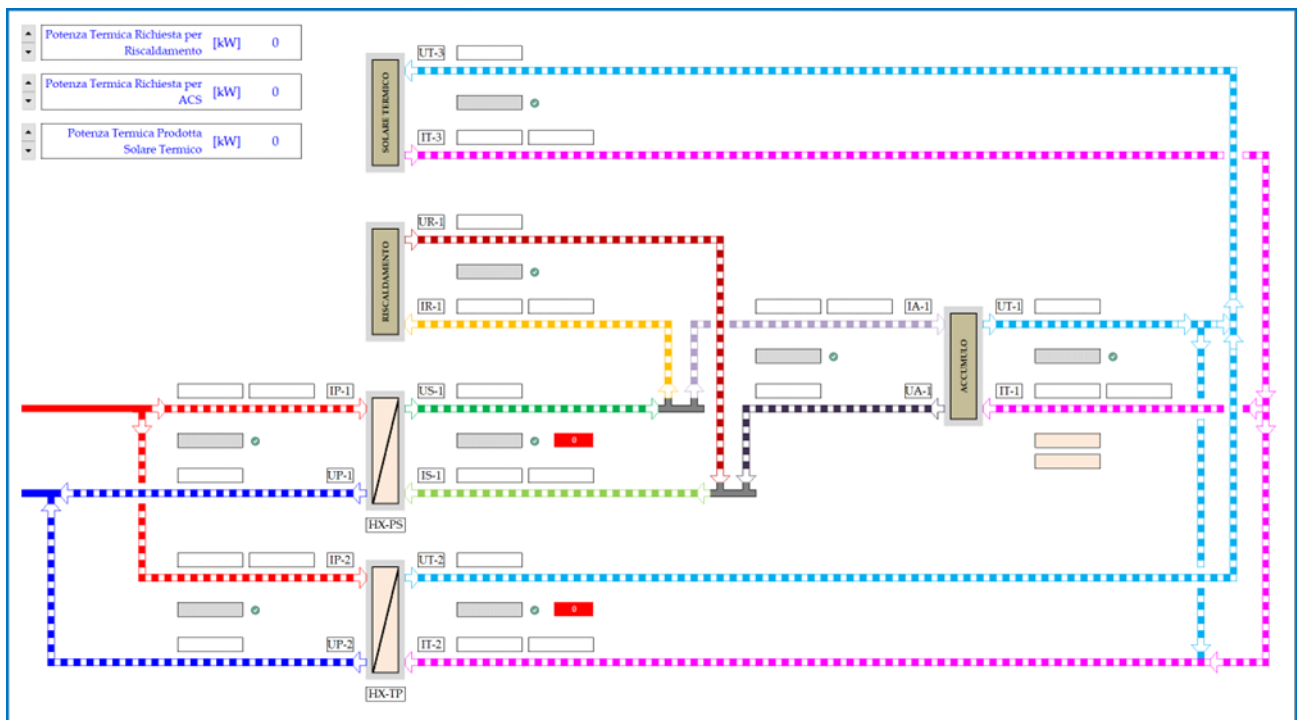 Potenza Termica Richiesta per
Riscaldamento [kW] 0
Potenza Termica Richiesta per
ACS [kW] 0
Potenza Termica Prodotta
Solare Termico [kW] 0
UT-3
SOLARE TERMICO
IT-3
UR-1
RISCALDAMENTO
IR-1
IA-1
UT-1
ACCUMULO
UA-1
IT-1
IP-1
US-1
0
UP-1
IS-1
HX-PS
IP-2
UT-2
0
UP-2
IT-2
HX-TP